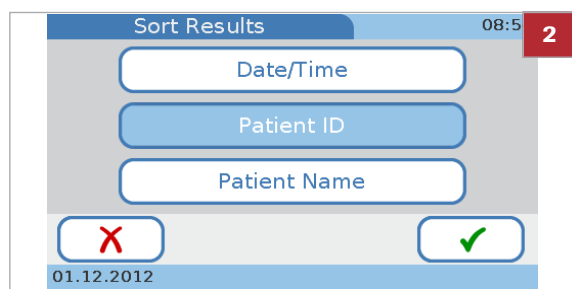 Sort Results 08:5
2
Date/Time
Patient ID
Patient Name
01.12.2012